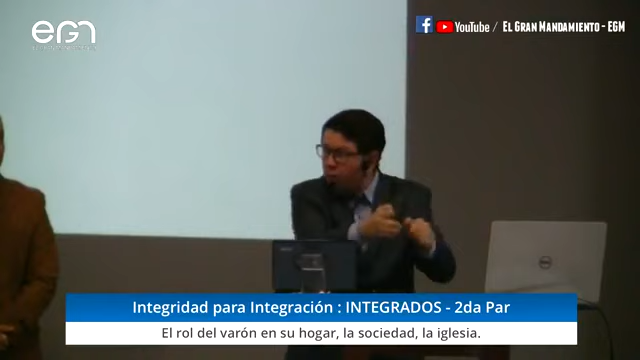 EGM
YouTube / El Gran Mandamiento - EGM
DELL
Integridad para Integración : INTEGRADOS - 2da Par
El rol del varón en su hogar, la sociedad, la iglesia.